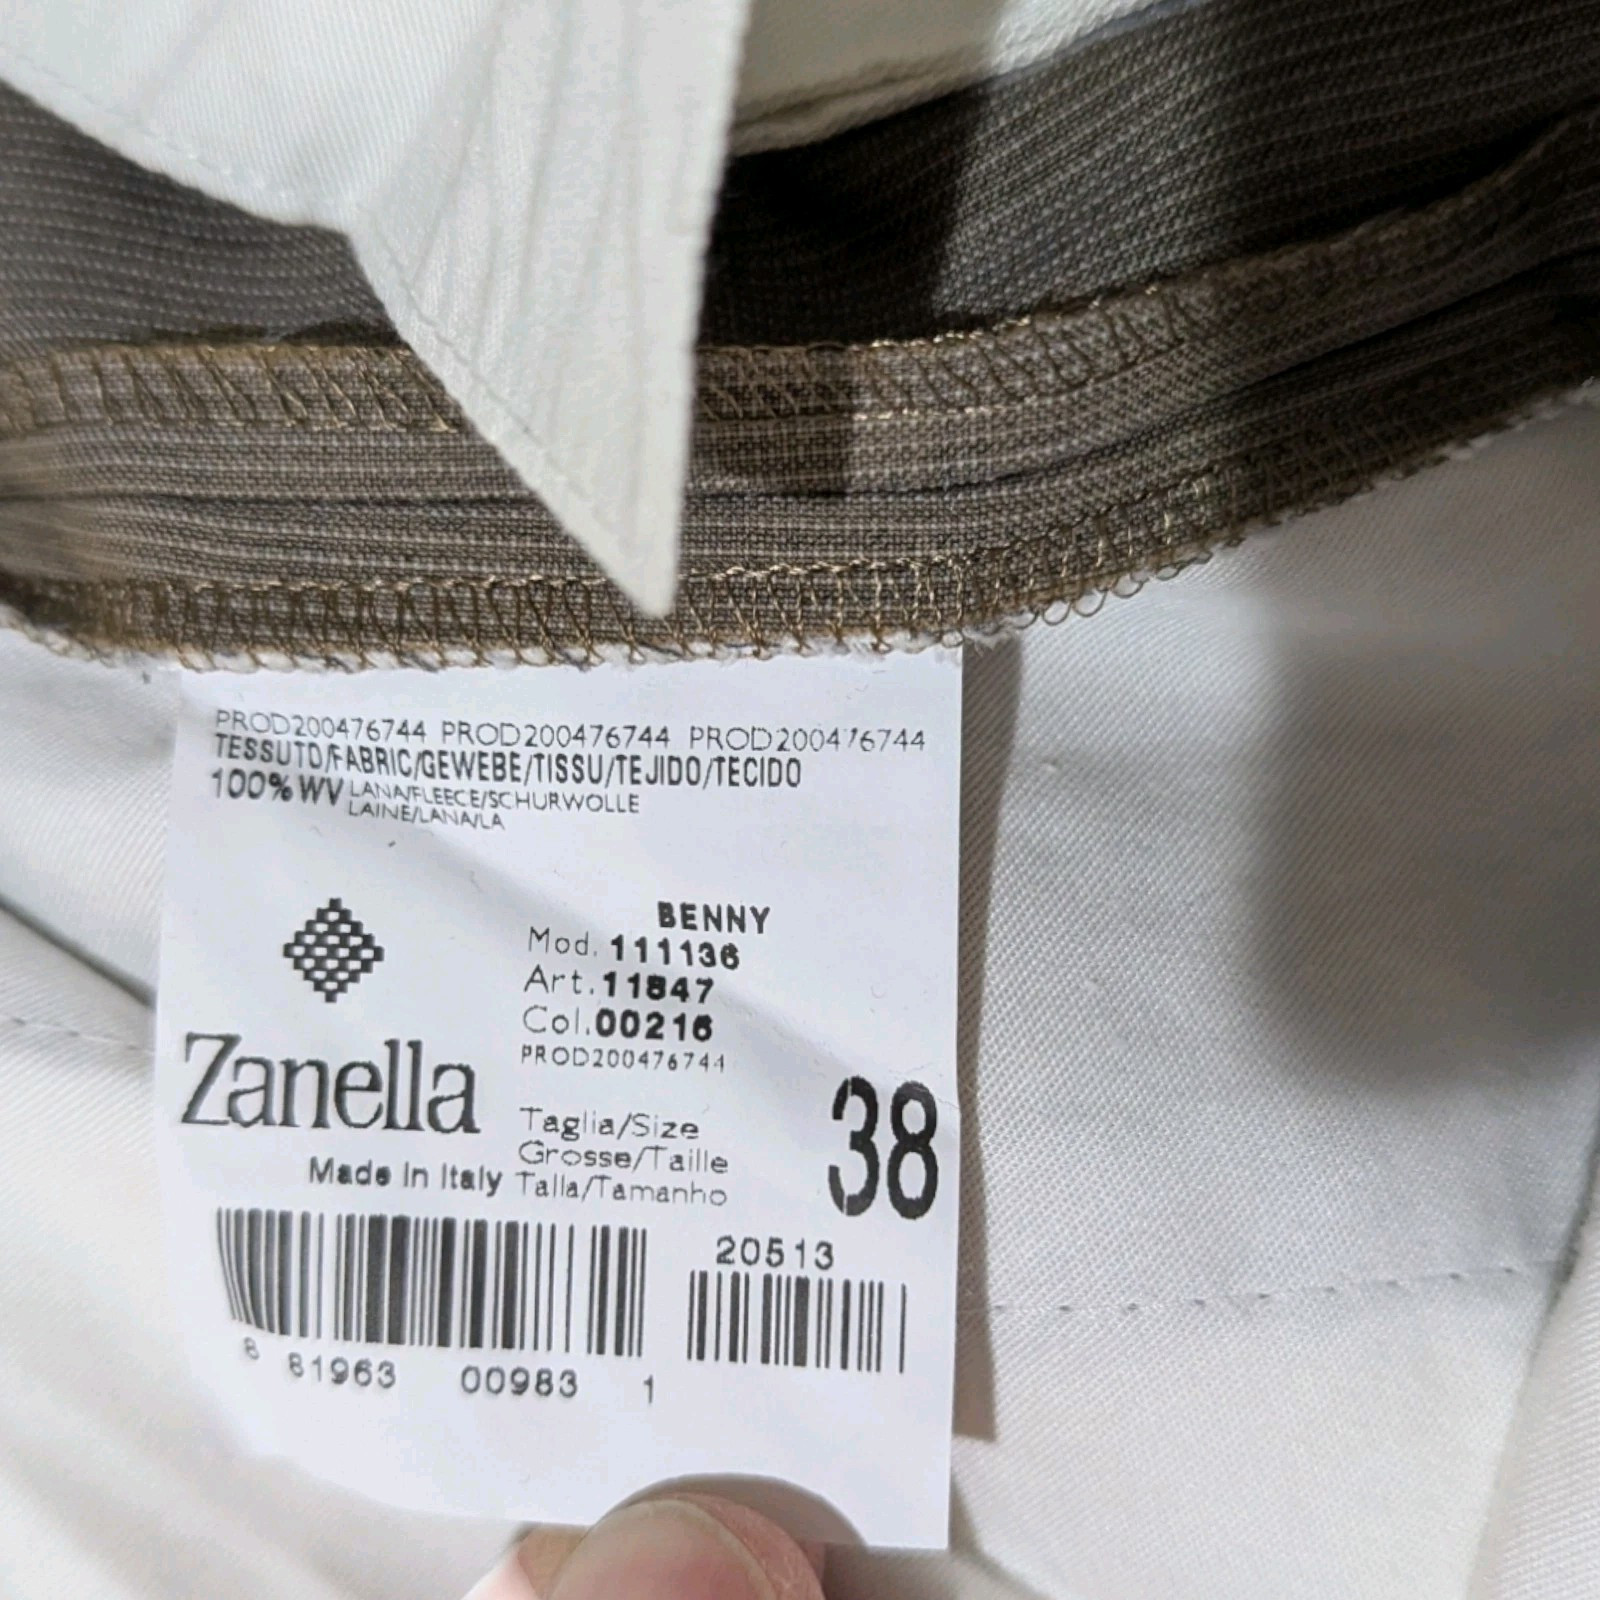 PROD200476744 PROD200476744 PROD200476744
TESSUTO/FABRIC/GEWEBE/TISSU/TEJIDO/TECIDO
100% WV LANA/FLEECE/SCHURWOLLE
LAINE/LANA/LA
BENNY
Mod. 111136
Art. 11847
Col. 00216
PROD200476744
Zanella
Made In Italy
Taglia/Size
Grosse/Taille
Talla/Tamanho
38
20513
8 81963 00983 1